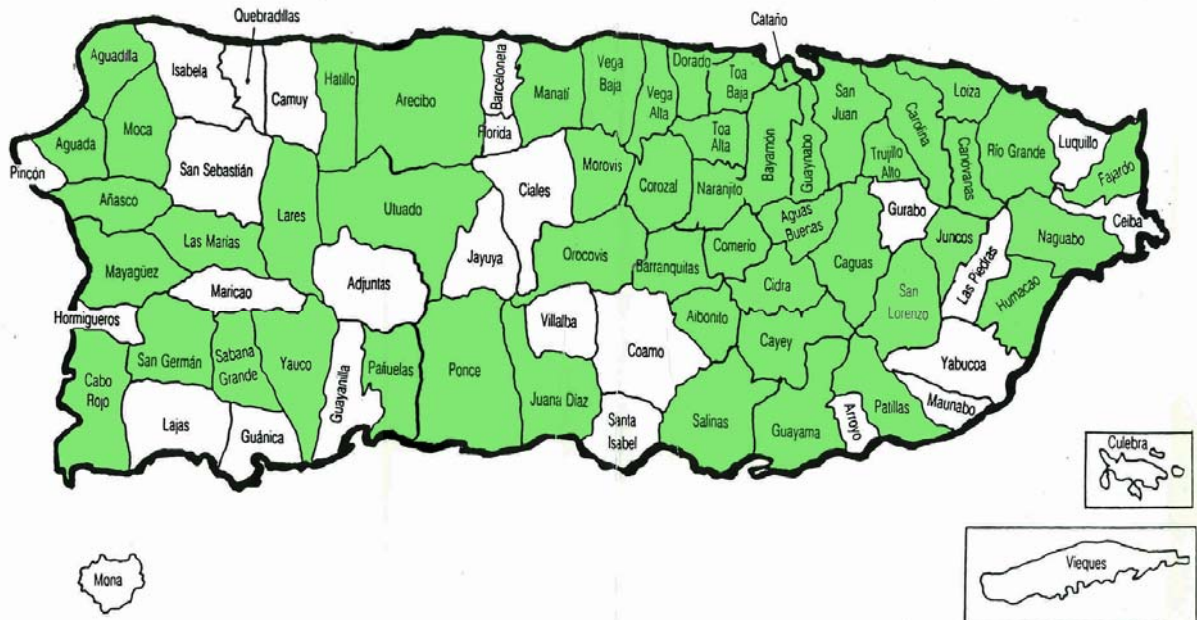 Quebradillas
Cataño
Aguadilla
Isabela
Camuy
Hatillo
Arecibo
Barceloneta
Manatí
Vega
Baja
Vega
Alta
Dorado
Toa
Baja
San
Juan
Carolina
Loiza
Luquillo
Moca
Aguada
Pincón
Florida
Toa
Alta
Bayamon
Guaynabo
Trujillo
Alto
Canóvanas
Río Grande
Fajardo
San Sebastián
Ciales
Morovis
Corozal
Naranjito
Añasco
Lares
Utuado
Gurabo
Ceiba
Las Marías
Jayuya
Orocovis
Barranquitas
Comerío
Aguas
Buenas
Caguas
Juncos
Las Piedras
Naguabo
Mayagüez
Maricao
Adjuntas
Cidra
San
Lorenzo
Humacao
Hormigueros
Villalba
Coamo
Aibonito
Cayey
Yabucoa
San Germán
Sabana
Grande
Yauco
Guayanilla
Pañuelas
Ponce
Cabo
Rojo
Juana Díaz
Salinas
Patillas
Maunabo
Lajas
Guánica
Santa
Isabel
Guayama
Arroyo
Culebra
Mona
Vieques